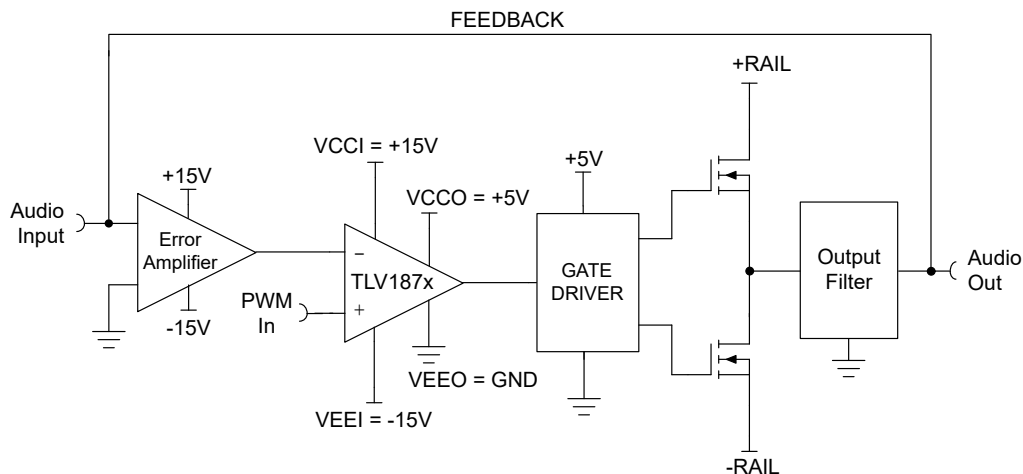 FEEDBACK
+RAIL
VCCI = +15V
+5V
+15V
VCCO = +5V
Audio
Input
Error
Amplifier
−
TLV187x
+
PWM
In
GATE
DRIVER
Output
Filter
Audio
Out
-15V
VEEO = GND
VEEI = -15V
-RAIL